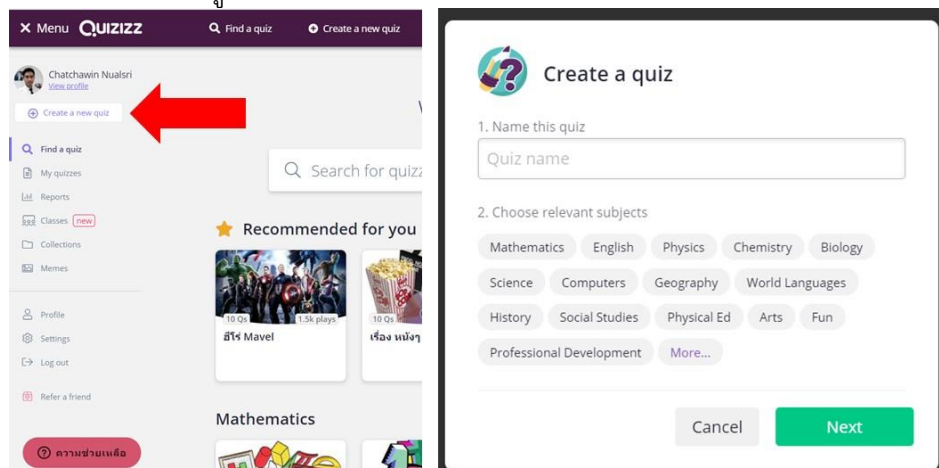 Menu QUIZIZZ
Find a quiz
Create a new quiz
Chatchawin Nualsri
View profile
Create a new quiz
Find a quiz
My quizzes
Reports
Classes new
Collections
Memes
Profile
Settings
Log out
Refer a friend
ความช่วยเหลือ
Search for quizz
Recommended for you
10 Qs
1.5k plays
10 Qs
ฮีโร่ Mavel
เรื่อง หนังๆ
Mathematics
Create a quiz
1. Name this quiz
Quiz name
2. Choose relevant subjects
Mathematics English Physics Chemistry Biology
Science Computers Geography World Languages
History Social Studies Physical Ed Arts Fun
Professional Development More...
Cancel Next